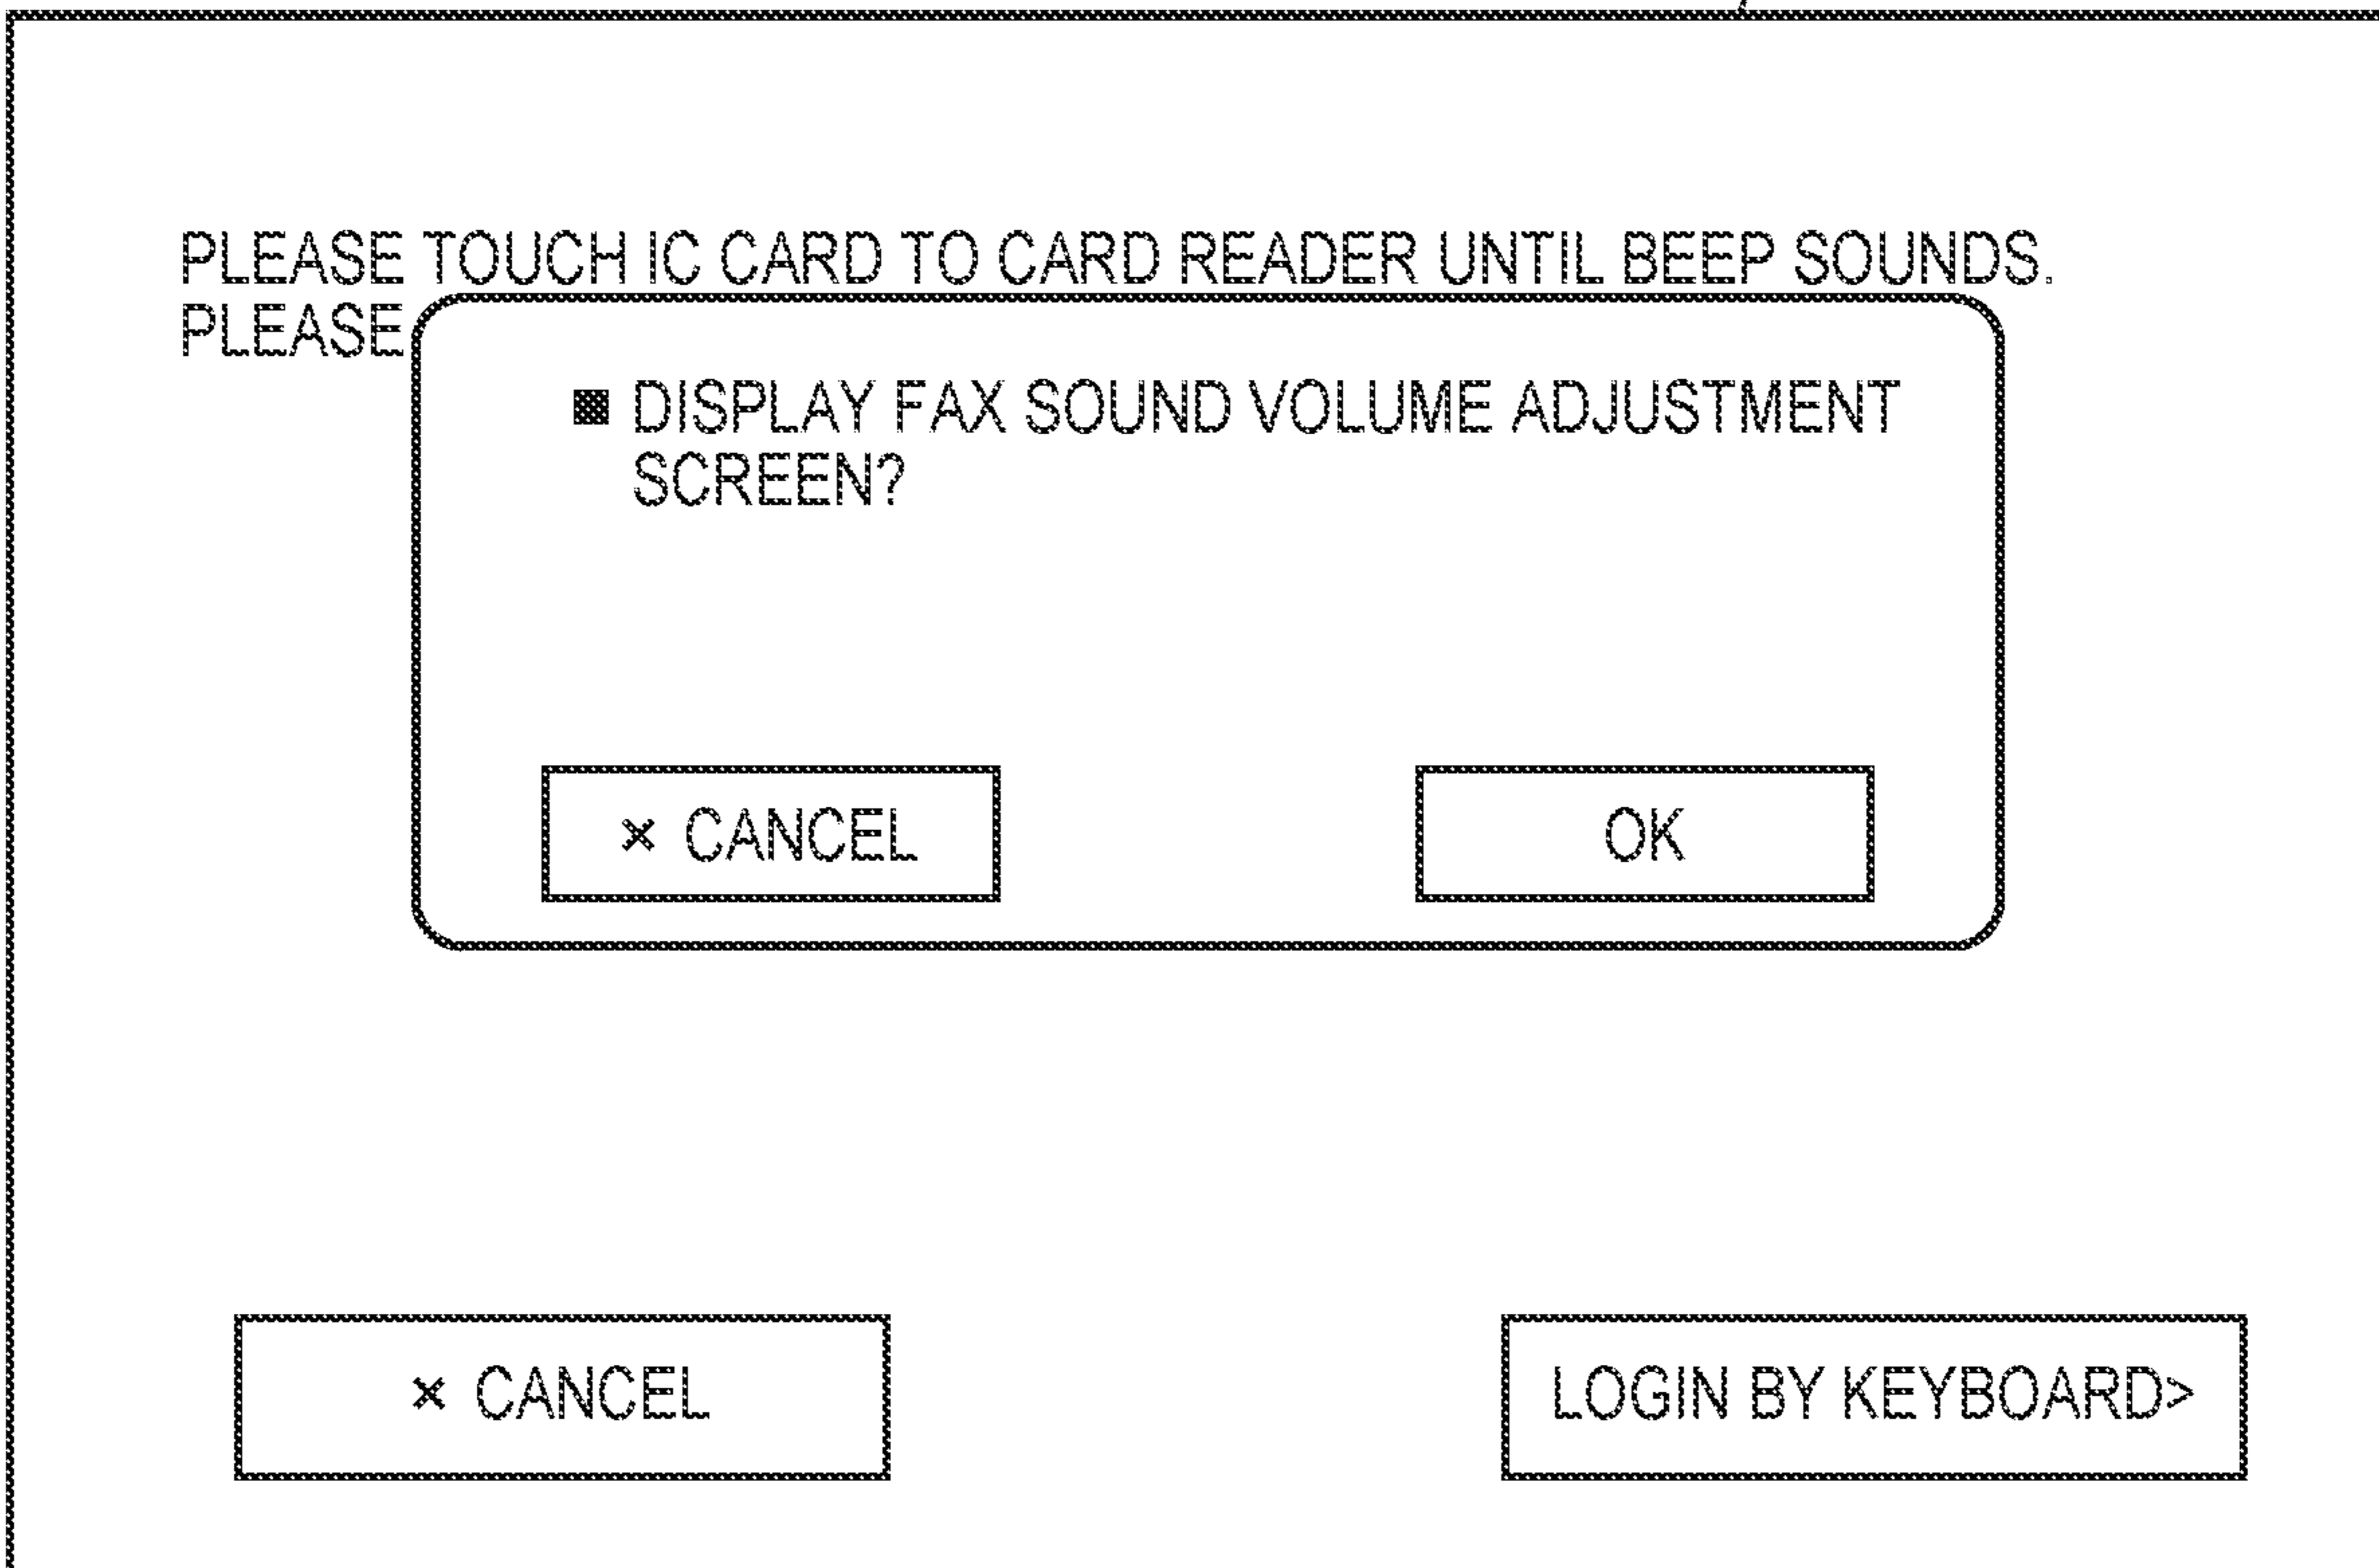 PLEASE TOUCH IC CARD TO CARD READER UNTIL BEEP SOUNDS.
PLEASE
■ DISPLAY FAX SOUND VOLUME ADJUSTMENT
SCREEN?
× CANCEL
OK
× CANCEL
LOGIN BY KEYBOARD>